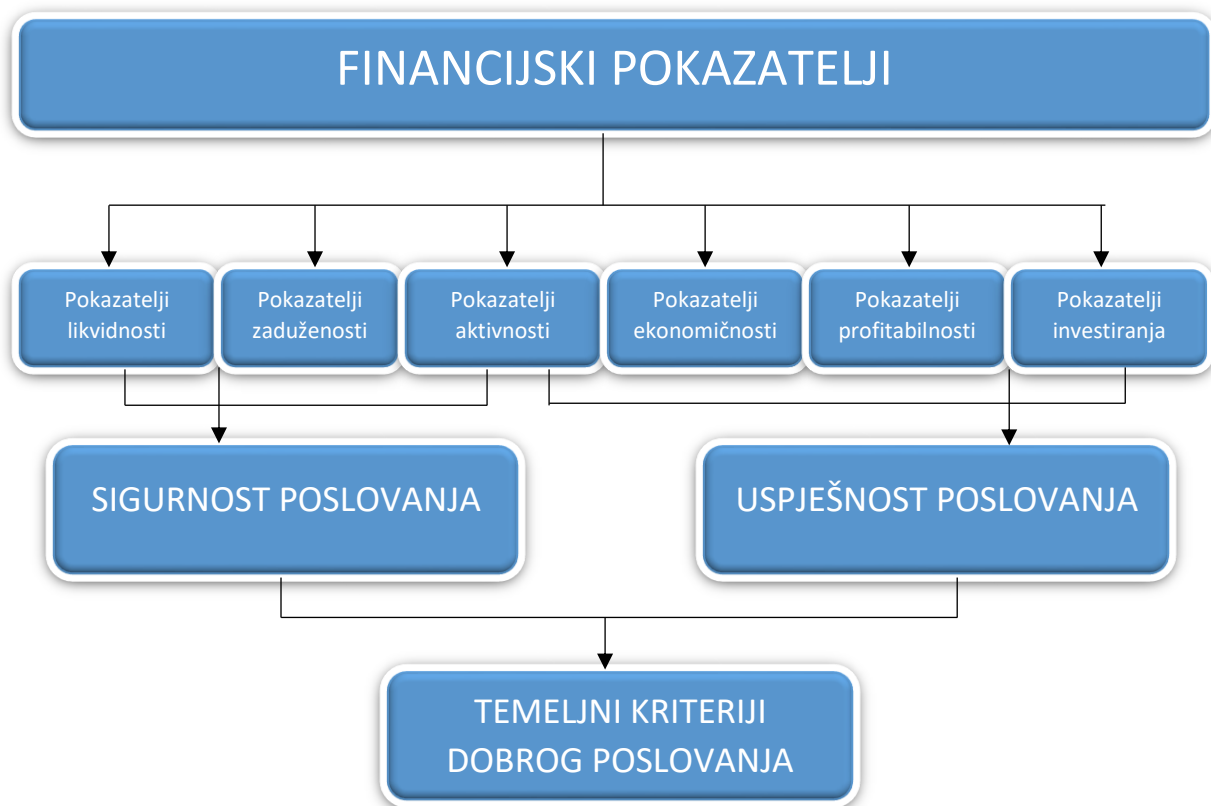 FINANCIJSKI POKAZATELJI
Pokazatelji
likvidnosti
Pokazatelji
zaduženosti
Pokazatelji
aktivnosti
Pokazatelji
ekonomičnosti
Pokazatelji
profitabilnosti
Pokazatelji
investiranja
SIGURNOST POSLOVANJA
USPJEŠNOST POSLOVANJA
TEMELJNI KRITERIJI
DOBROG POSLOVANJA